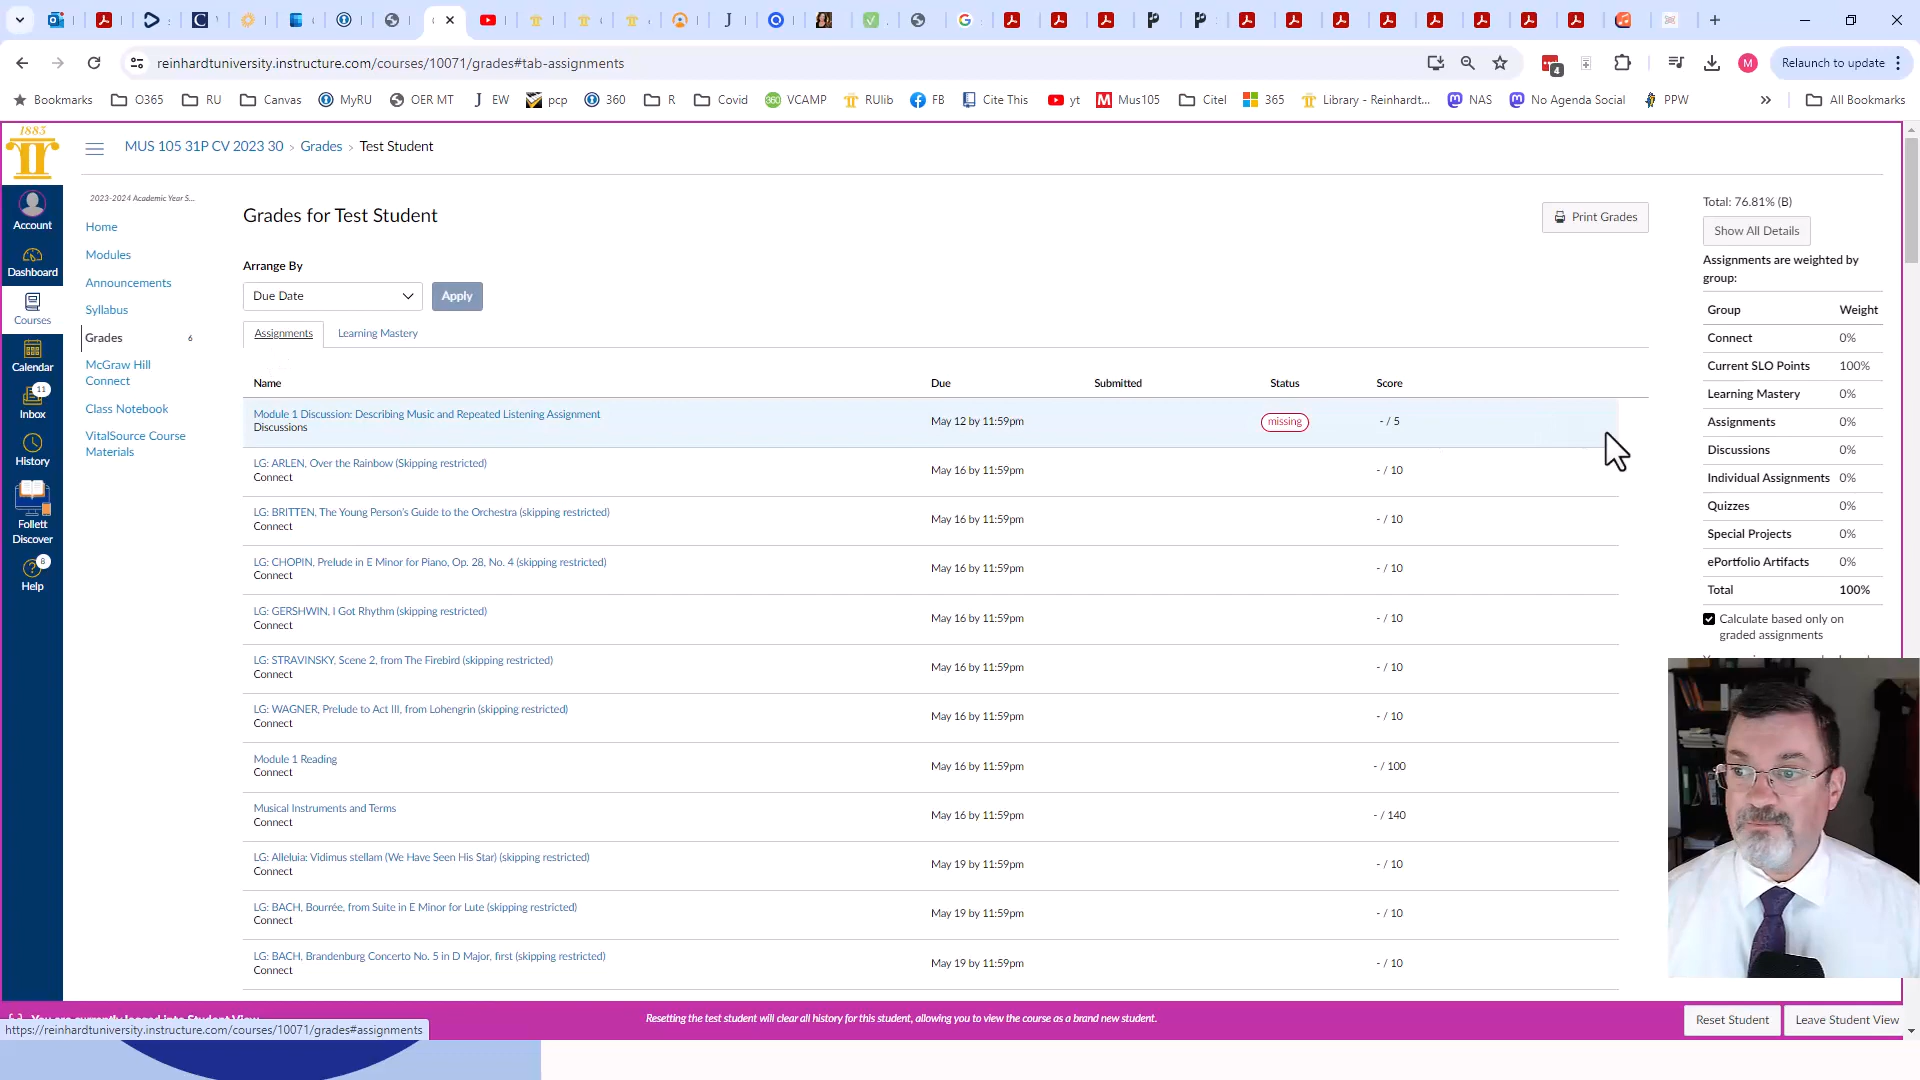 reinhardtuniversity.instructure.com/courses/10071/grades#tab-assignments
4
M
Relaunch to update
Bookmarks
O365
RU
Canvas
MyRU
OER MT
EW
pcp
360
R
Covid
VCAMP
RUlib
FB
Cite This
yt
Mus105
Citel
365
Library - Reinhardt...
NAS
No Agenda Social
PPW
All Bookmarks
1883
MUS 105 31P CV 2023 30 › Grades › Test Student
Account
Dashboard
Courses
Calendar
11
Inbox
History
Follett
Discover
8
Help
2023-2024 Academic Year S...
Home
Modules
Announcements
Syllabus
Grades 6
McGraw Hill
Connect
Class Notebook
VitalSource Course
Materials
Grades for Test Student
Print Grades
Arrange By
Due Date
Apply
Assignments
Learning Mastery
Name Due Submitted Status Score
Module 1 Discussion: Describing Music and Repeated Listening Assignment
Discussions
May 12 by 11:59pm missing - / 5
LG: ARLEN, Over the Rainbow (Skipping restricted)
Connect
May 16 by 11:59pm - / 10
LG: BRITTEN, The Young Person's Guide to the Orchestra (skipping restricted)
Connect
May 16 by 11:59pm - / 10
LG: CHOPIN, Prelude in E Minor for Piano, Op. 28, No. 4 (skipping restricted)
Connect
May 16 by 11:59pm - / 10
LG: GERSHWIN, I Got Rhythm (skipping restricted)
Connect
May 16 by 11:59pm - / 10
LG: STRAVINSKY, Scene 2, from The Firebird (skipping restricted)
Connect
May 16 by 11:59pm - / 10
LG: WAGNER, Prelude to Act III, from Lohengrin (skipping restricted)
Connect
May 16 by 11:59pm - / 10
Module 1 Reading
Connect
May 16 by 11:59pm - / 100
Musical Instruments and Terms
Connect
May 16 by 11:59pm - / 140
LG: Alleluia: Vidimus stellam (We Have Seen His Star) (skipping restricted)
Connect
May 19 by 11:59pm - / 10
LG: BACH, Bourrée, from Suite in E Minor for Lute (skipping restricted)
Connect
May 19 by 11:59pm - / 10
LG: BACH, Brandenburg Concerto No. 5 in D Major, first (skipping restricted)
Connect
May 19 by 11:59pm - / 10
Total: 76.81% (B)
Show All Details
Assignments are weighted by
group:
Group Weight
Connect 0%
Current SLO Points 100%
Learning Mastery 0%
Assignments 0%
Discussions 0%
Individual Assignments 0%
Quizzes 0%
Special Projects 0%
ePortfolio Artifacts 0%
Total 100%
Calculate based only on
graded assignments
Resetting the test student will clear all history for this student, allowing you to view the course as a brand new student.
Reset Student
Leave Student View
https://reinhardtuniversity.instructure.com/courses/10071/grades#assignments